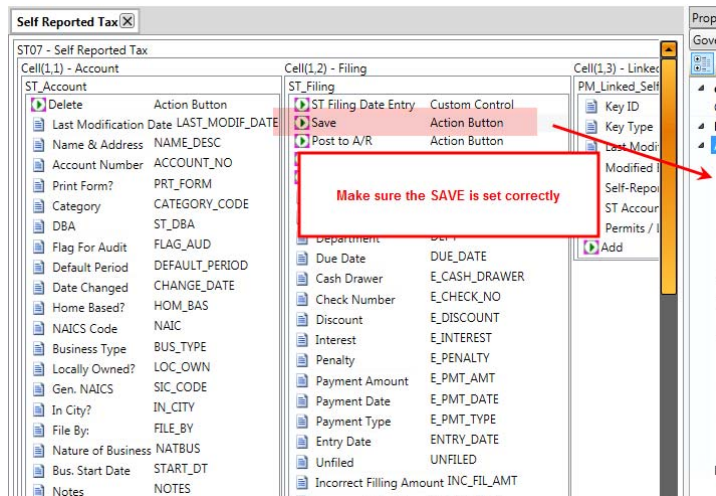 Self Reported Tax
Prop
Gove
ST07 - Self Reported Tax
Cell(1,1) - Account
ST_Account
Delete Action Button
Last Modification Date LAST_MODIF_DATE
Name & Address NAME_DESC
Account Number ACCOUNT_NO
Print Form? PRT_FORM
Category CATEGORY_CODE
DBA ST_DBA
Flag For Audit FLAG_AUD
Default Period DEFAULT_PERIOD
Date Changed CHANGE_DATE
Home Based? HOM_BAS
NAICS Code NAIC
Business Type BUS_TYPE
Locally Owned? LOC_OWN
Gen. NAICS SIC_CODE
In City? IN_CITY
File By: FILE_BY
Nature of Business NATBUS
Bus. Start Date START_DT
Notes NOTES
Cell(1,2) - Filing
ST_Filing
ST Filing Date Entry Custom Control
Save Action Button
Post to A/R Action Button
Make sure the SAVE is set correctly
Department DEPT
Due Date DUE_DATE
Cash Drawer E_CASH_DRAWER
Check Number E_CHECK_NO
Discount E_DISCOUNT
Interest E_INTEREST
Penalty E_PENALTY
Payment Amount E_PMT_AMT
Payment Date E_PMT_DATE
Payment Type E_PMT_TYPE
Entry Date ENTRY_DATE
Unfiled UNFILED
Incorrect Filling Amount INC_FIL_AMT
Cell(1,3) - Linked
PM_Linked_Self
Key ID
Key Type
Last Modif
Modified
Self-Repor
ST Accour
Permits /
Add